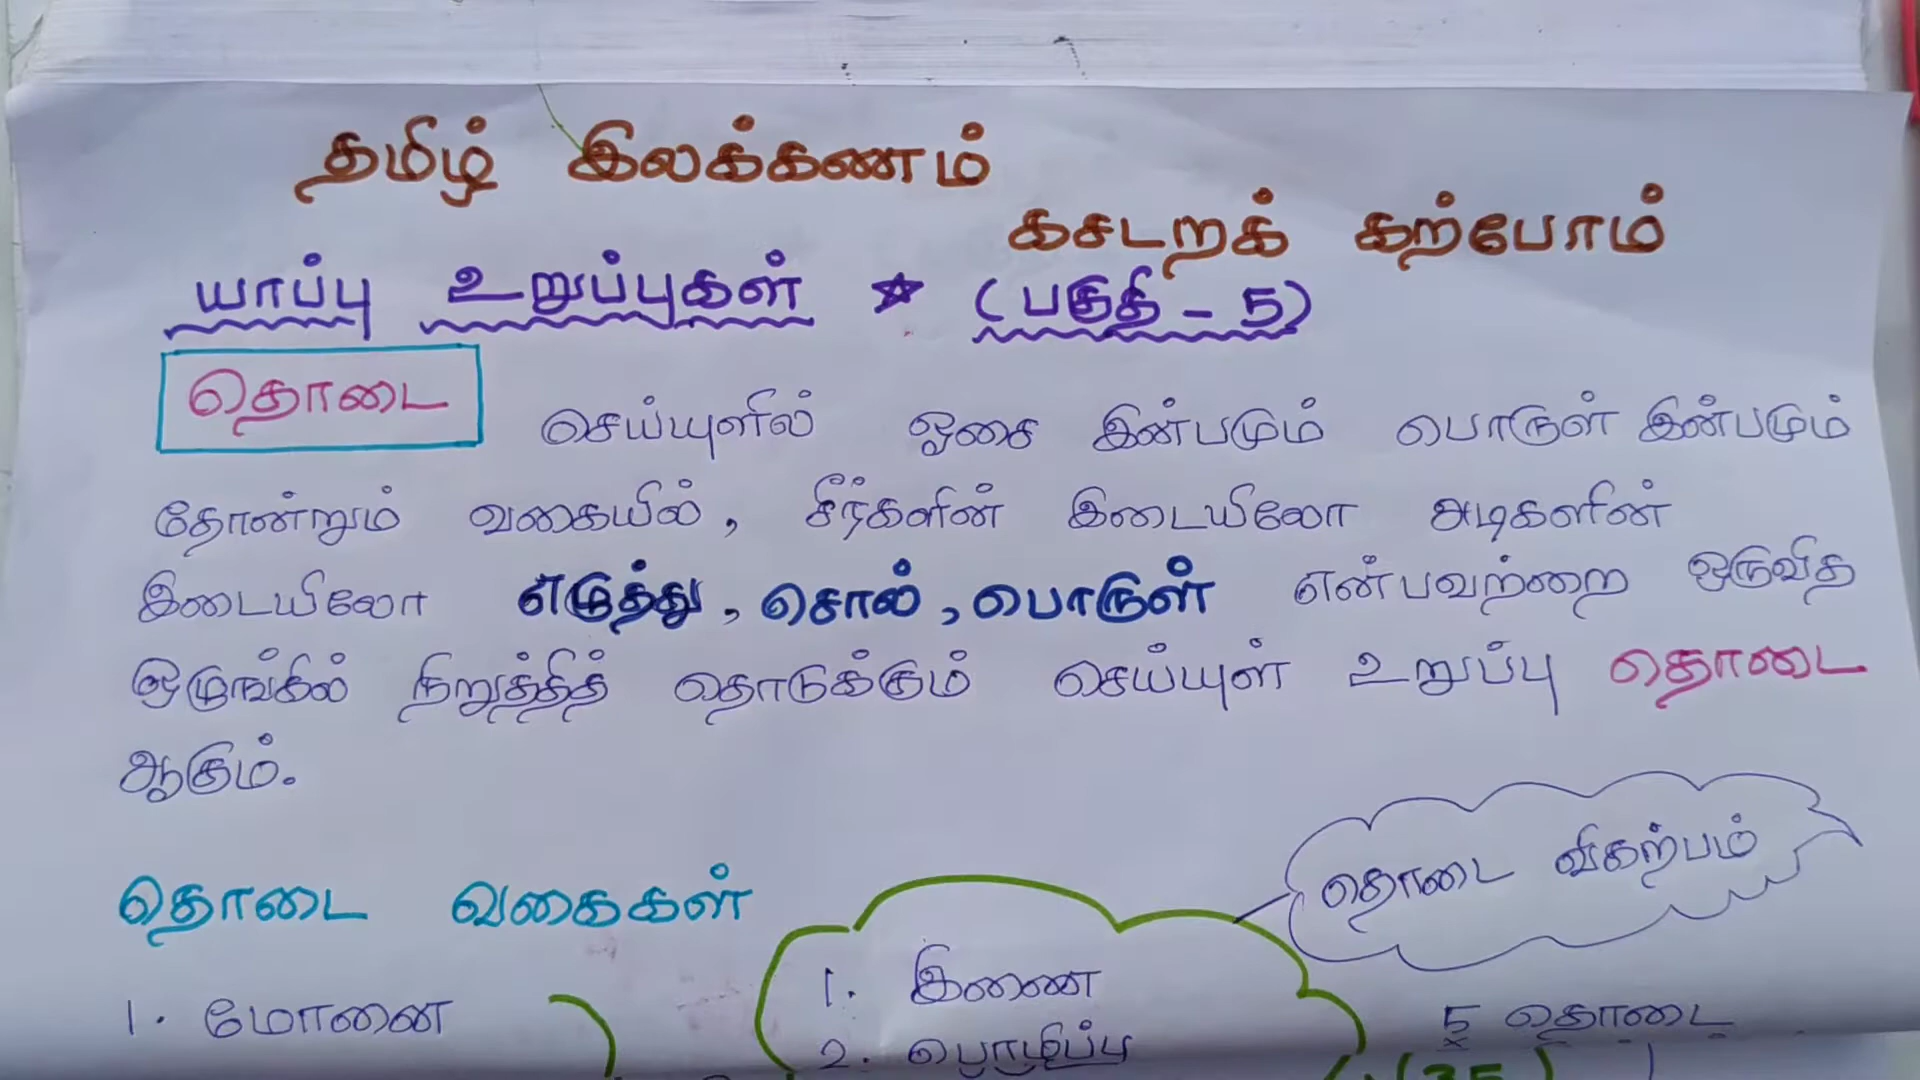 தமிழ் இலக்கணம்
கசடறக் கற்போம்
யாப்பு உறுப்புகள் ★ (பகுதி - 5)
தொடை
செய்யுளில் ஓசை இன்பமும் பொருள் இன்பமும்
தோன்றும் வகையில், சீர்களின் இடையிலோ அடிகளின்
இடையிலோ எழுத்து, சொல், பொருள் என்பவற்றை ஒருவித
ஒழுங்கில் நிறுத்தித் தொடுக்கும் செய்யுள் உறுப்பு தொடை
ஆகும்.
தொடை விகற்பம்
தொடை வகைகள்
1. மோனை
1. இணை
2. பொழிப்பு
5 தொடை
(35)